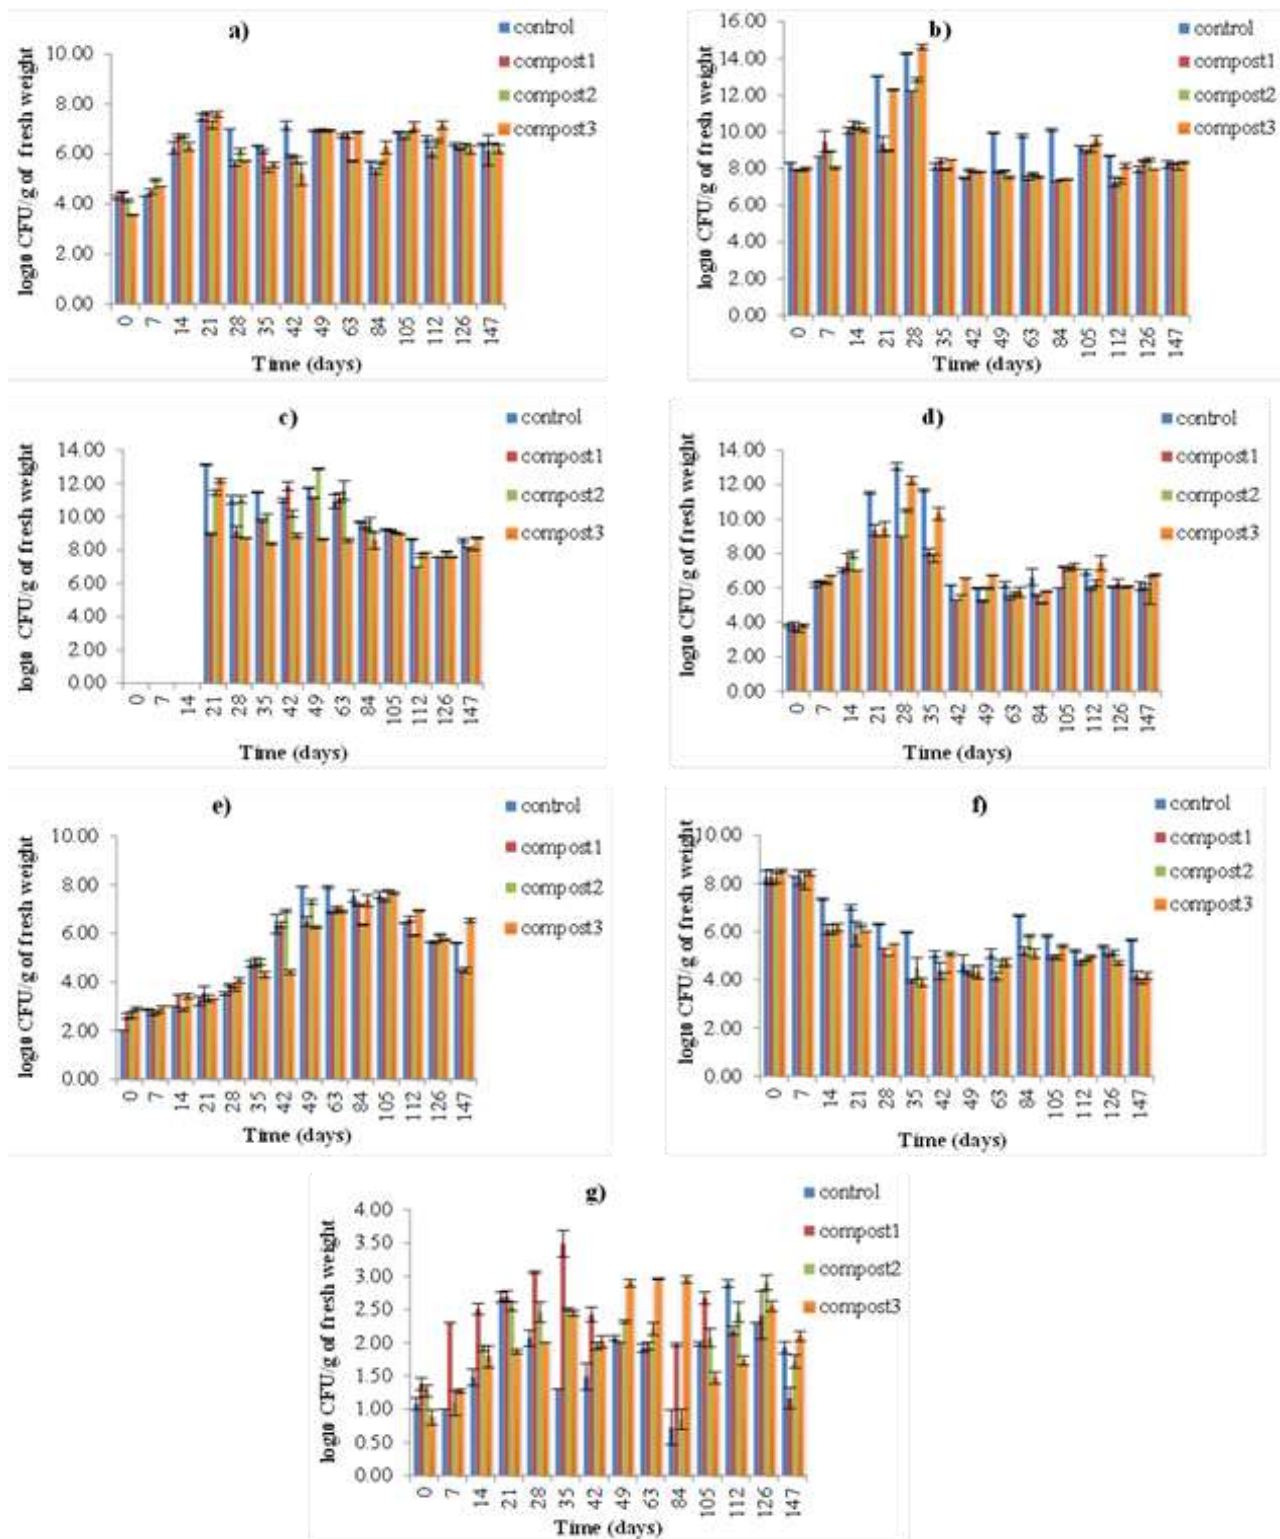 a)
control
compost1
compost2
compost3
log10 CFU/g of fresh weight
10.00
8.00
6.00
4.00
2.00
0.00
0 7 14 21 28 35 42 49 63 84 105 112 126 147
Time (days)
b)
control
compost1
compost2
compost3
log10 CFU/g of fresh weight
16.00
14.00
12.00
10.00
8.00
6.00
4.00
2.00
0.00
0 7 14 21 28 35 42 49 63 84 105 112 126 147
Time (days)
c)
control
compost1
compost2
compost3
log10 CFU/g of fresh weight
14.00
12.00
10.00
8.00
6.00
4.00
2.00
0.00
0 7 14 21 28 35 42 49 63 84 105 112 126 147
Time (days)
d)
control
compost1
compost2
compost3
log10 CFU/g of fresh weight
14.00
12.00
10.00
8.00
6.00
4.00
2.00
0.00
0 7 14 21 28 35 42 49 63 84 105 112 126 147
Time (days)
e)
control
compost1
compost2
compost3
log10 CFU/g of fresh weight
10.00
8.00
6.00
4.00
2.00
0.00
0 7 14 21 28 35 42 49 63 84 105 112 126 147
Time (days)
f)
control
compost1
compost2
compost3
log10 CFU/g of fresh weight
10.00
8.00
6.00
4.00
2.00
0.00
0 7 14 21 28 35 42 49 63 84 105 112 126 147
Time (days)
g)
control
compost1
compost2
compost3
log10 CFU/g of fresh weight
4.00
3.50
3.00
2.50
2.00
1.50
1.00
0.50
0.00
0 7 14 21 28 35 42 49 63 84 105 112 126 147
Time (days)